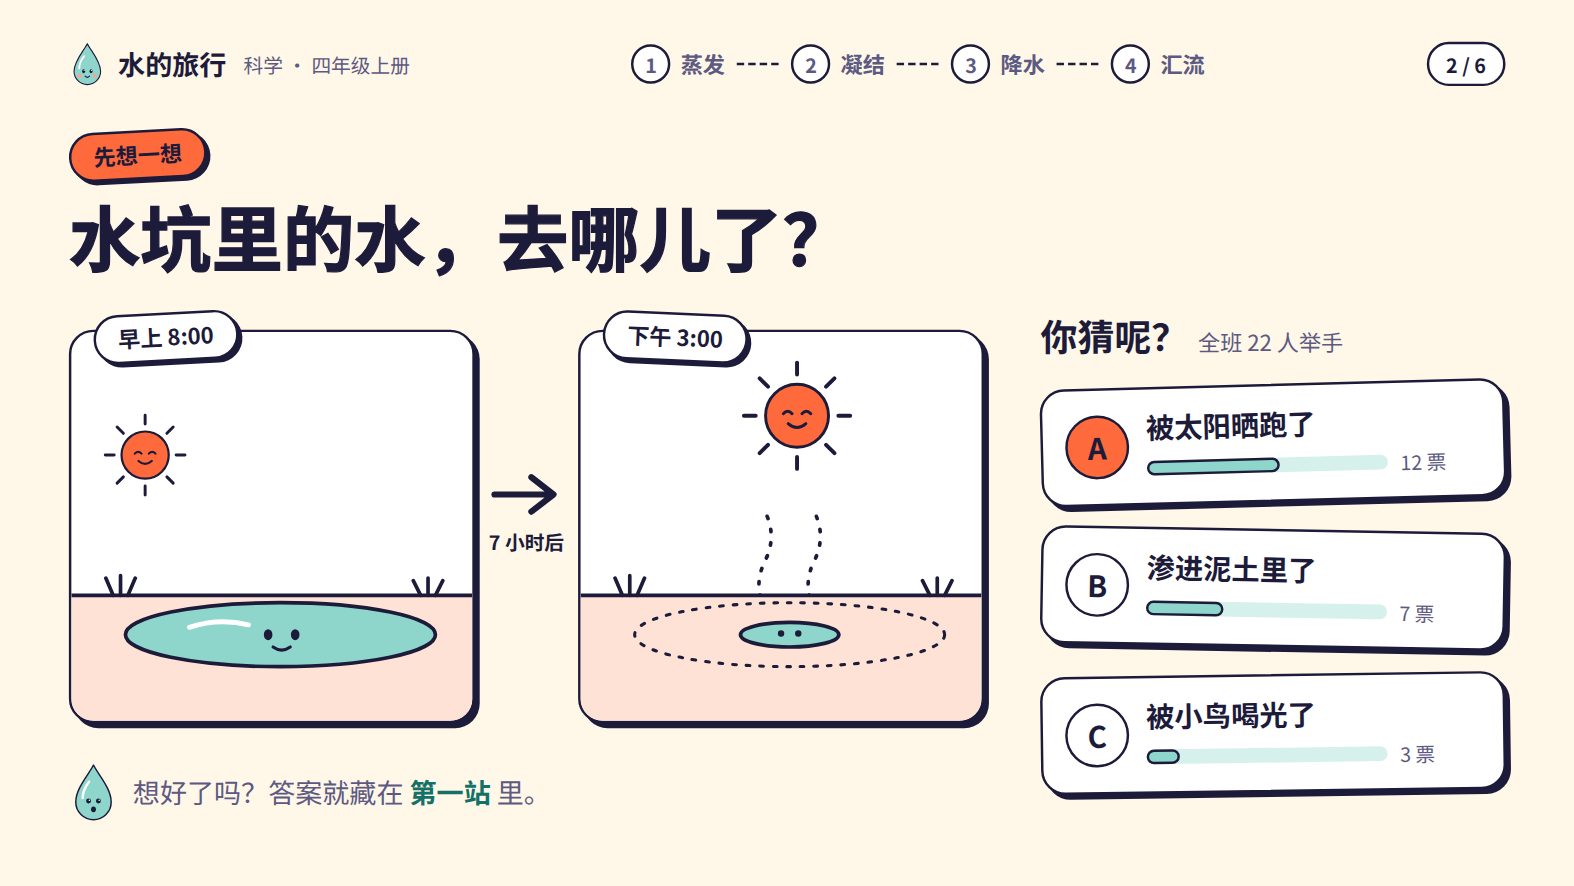 水的旅行 科学 · 四年级上册
1 蒸发 2 凝结 3 降水 4 汇流
2 / 6
先想一想
水坑里的水，去哪儿了？
早上 8:00
7 小时后
下午 3:00
你猜呢？ 全班 22 人举手
A 被太阳晒跑了
12 票
B 渗进泥土里了
7 票
C 被小鸟喝光了
3 票
想好了吗？答案就藏在 第一站 里。